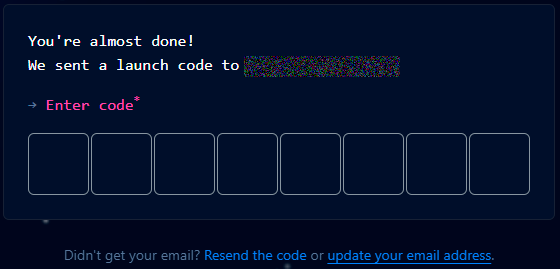 You're almost done!
We sent a launch code to
→ Enter code*
Didn't get your email? Resend the code or update your email address.